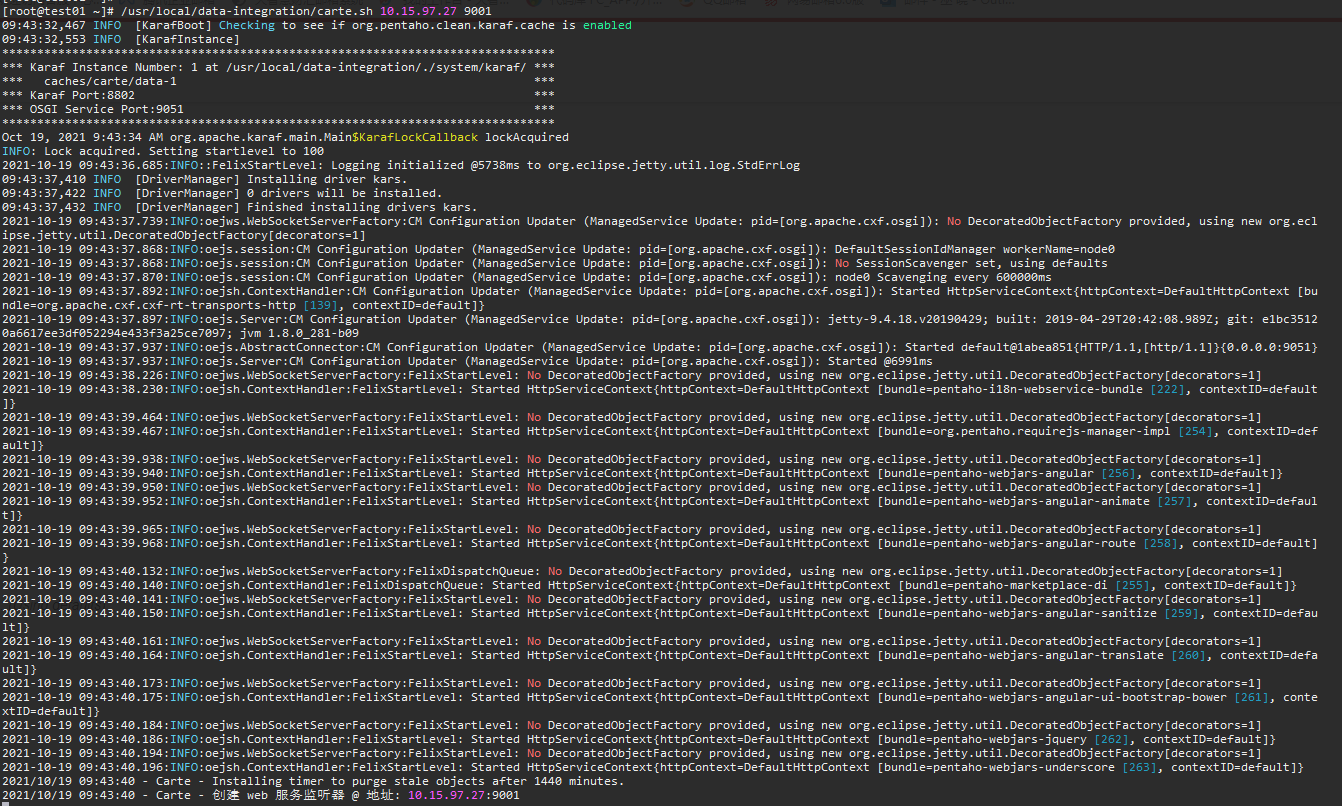 [root@test01 ~]# /usr/local/data-integration/carte.sh 10.15.97.27 9001
09:43:32,467 INFO  [KarafBoot] Checking to see if org.pentaho.clean.karaf.cache is enabled
09:43:32,553 INFO  [KarafInstance]
*******************************************************************************
*** Karaf Instance Number: 1 at /usr/local/data-integration/./system/karaf/ ***
***   caches/carte/data-1                                                   ***
*** Karaf Port:8802                                                         ***
*** OSGI Service Port:9051                                                  ***
*******************************************************************************
Oct 19, 2021 9:43:34 AM org.apache.karaf.main.Main$KarafLockCallback lockAcquired
INFO: Lock acquired. Setting startlevel to 100
2021-10-19 09:43:36.685:INFO::FelixStartLevel: Logging initialized @5738ms to org.eclipse.jetty.util.log.StdErrLog
09:43:37,410 INFO  [DriverManager] Installing driver kars.
09:43:37,422 INFO  [DriverManager] 0 drivers will be installed.
09:43:37,432 INFO  [DriverManager] Finished installing drivers kars.
2021-10-19 09:43:37.739:INFO:oejws.WebSocketServerFactory:CM Configuration Updater (ManagedService Update: pid=[org.apache.cxf.osgi]): No DecoratedObjectFactory provided, using new org.ecl
ipse.jetty.util.DecoratedObjectFactory[decorators=1]
2021-10-19 09:43:37.868:INFO:oejs.session:CM Configuration Updater (ManagedService Update: pid=[org.apache.cxf.osgi]): DefaultSessionIdManager workerName=node0
2021-10-19 09:43:37.868:INFO:oejs.session:CM Configuration Updater (ManagedService Update: pid=[org.apache.cxf.osgi]): No SessionScavenger set, using defaults
2021-10-19 09:43:37.870:INFO:oejs.session:CM Configuration Updater (ManagedService Update: pid=[org.apache.cxf.osgi]): node0 Scavenging every 600000ms
2021-10-19 09:43:37.892:INFO:oejsh.ContextHandler:CM Configuration Updater (ManagedService Update: pid=[org.apache.cxf.osgi]): Started HttpServiceContext{httpContext=DefaultHttpContext [bu
ndle=org.apache.cxf.cxf-rt-transports-http [139], contextID=default]}
2021-10-19 09:43:37.897:INFO:oejs.Server:CM Configuration Updater (ManagedService Update: pid=[org.apache.cxf.osgi]): jetty-9.4.18.v20190429; built: 2019-04-29T20:42:08.989Z; git: e1bc3512
0a6617ee3df052294e433f3a25ce7097; jvm 1.8.0_281-b09
2021-10-19 09:43:37.937:INFO:oejs.AbstractConnector:CM Configuration Updater (ManagedService Update: pid=[org.apache.cxf.osgi]): Started default@1abea851{HTTP/1.1,[http/1.1]}{0.0.0.0:9051}
2021-10-19 09:43:37.937:INFO:oejs.Server:CM Configuration Updater (ManagedService Update: pid=[org.apache.cxf.osgi]): Started @6991ms
2021-10-19 09:43:38.226:INFO:oejws.WebSocketServerFactory:FelixStartLevel: No DecoratedObjectFactory provided, using new org.eclipse.jetty.util.DecoratedObjectFactory[decorators=1]
2021-10-19 09:43:38.230:INFO:oejsh.ContextHandler:FelixStartLevel: Started HttpServiceContext{httpContext=DefaultHttpContext [bundle=pentaho-i18n-webservice-bundle [222], contextID=default
]}
2021-10-19 09:43:39.464:INFO:oejws.WebSocketServerFactory:FelixStartLevel: No DecoratedObjectFactory provided, using new org.eclipse.jetty.util.DecoratedObjectFactory[decorators=1]
2021-10-19 09:43:39.467:INFO:oejsh.ContextHandler:FelixStartLevel: Started HttpServiceContext{httpContext=DefaultHttpContext [bundle=org.pentaho.requirejs-manager-impl [254], contextID=def
ault]}
2021-10-19 09:43:39.938:INFO:oejws.WebSocketServerFactory:FelixStartLevel: No DecoratedObjectFactory provided, using new org.eclipse.jetty.util.DecoratedObjectFactory[decorators=1]
2021-10-19 09:43:39.940:INFO:oejsh.ContextHandler:FelixStartLevel: Started HttpServiceContext{httpContext=DefaultHttpContext [bundle=pentaho-webjars-angular [256], contextID=default]}
2021-10-19 09:43:39.950:INFO:oejws.WebSocketServerFactory:FelixStartLevel: No DecoratedObjectFactory provided, using new org.eclipse.jetty.util.DecoratedObjectFactory[decorators=1]
2021-10-19 09:43:39.952:INFO:oejsh.ContextHandler:FelixStartLevel: Started HttpServiceContext{httpContext=DefaultHttpContext [bundle=pentaho-webjars-angular-animate [257], contextID=defaul
t]}
2021-10-19 09:43:39.965:INFO:oejws.WebSocketServerFactory:FelixStartLevel: No DecoratedObjectFactory provided, using new org.eclipse.jetty.util.DecoratedObjectFactory[decorators=1]
2021-10-19 09:43:39.968:INFO:oejsh.ContextHandler:FelixStartLevel: Started HttpServiceContext{httpContext=DefaultHttpContext [bundle=pentaho-webjars-angular-route [258], contextID=default]
}
2021-10-19 09:43:40.132:INFO:oejws.WebSocketServerFactory:FelixDispatchQueue: No DecoratedObjectFactory provided, using new org.eclipse.jetty.util.DecoratedObjectFactory[decorators=1]
2021-10-19 09:43:40.140:INFO:oejsh.ContextHandler:FelixDispatchQueue: Started HttpServiceContext{httpContext=DefaultHttpContext [bundle=pentaho-marketplace-di [255], contextID=default]}
2021-10-19 09:43:40.141:INFO:oejws.WebSocketServerFactory:FelixStartLevel: No DecoratedObjectFactory provided, using new org.eclipse.jetty.util.DecoratedObjectFactory[decorators=1]
2021-10-19 09:43:40.150:INFO:oejsh.ContextHandler:FelixStartLevel: Started HttpServiceContext{httpContext=DefaultHttpContext [bundle=pentaho-webjars-angular-sanitize [259], contextID=defau
lt]}
2021-10-19 09:43:40.161:INFO:oejws.WebSocketServerFactory:FelixStartLevel: No DecoratedObjectFactory provided, using new org.eclipse.jetty.util.DecoratedObjectFactory[decorators=1]
2021-10-19 09:43:40.164:INFO:oejsh.ContextHandler:FelixStartLevel: Started HttpServiceContext{httpContext=DefaultHttpContext [bundle=pentaho-webjars-angular-translate [260], contextID=defa
ult]}
2021-10-19 09:43:40.173:INFO:oejws.WebSocketServerFactory:FelixStartLevel: No DecoratedObjectFactory provided, using new org.eclipse.jetty.util.DecoratedObjectFactory[decorators=1]
2021-10-19 09:43:40.175:INFO:oejsh.ContextHandler:FelixStartLevel: Started HttpServiceContext{httpContext=DefaultHttpContext [bundle=pentaho-webjars-angular-ui-bootstrap-bower [261], conte
xtID=default]}
2021-10-19 09:43:40.184:INFO:oejws.WebSocketServerFactory:FelixStartLevel: No DecoratedObjectFactory provided, using new org.eclipse.jetty.util.DecoratedObjectFactory[decorators=1]
2021-10-19 09:43:40.186:INFO:oejsh.ContextHandler:FelixStartLevel: Started HttpServiceContext{httpContext=DefaultHttpContext [bundle=pentaho-webjars-jquery [262], contextID=default]}
2021-10-19 09:43:40.194:INFO:oejws.WebSocketServerFactory:FelixStartLevel: No DecoratedObjectFactory provided, using new org.eclipse.jetty.util.DecoratedObjectFactory[decorators=1]
2021-10-19 09:43:40.196:INFO:oejsh.ContextHandler:FelixStartLevel: Started HttpServiceContext{httpContext=DefaultHttpContext [bundle=pentaho-webjars-underscore [263], contextID=default]}
2021/10/19 09:43:40 - Carte - Installing timer to purge stale objects after 1440 minutes.
2021/10/19 09:43:40 - Carte - 创建 web 服务监听器 @ 地址: 10.15.97.27:9001